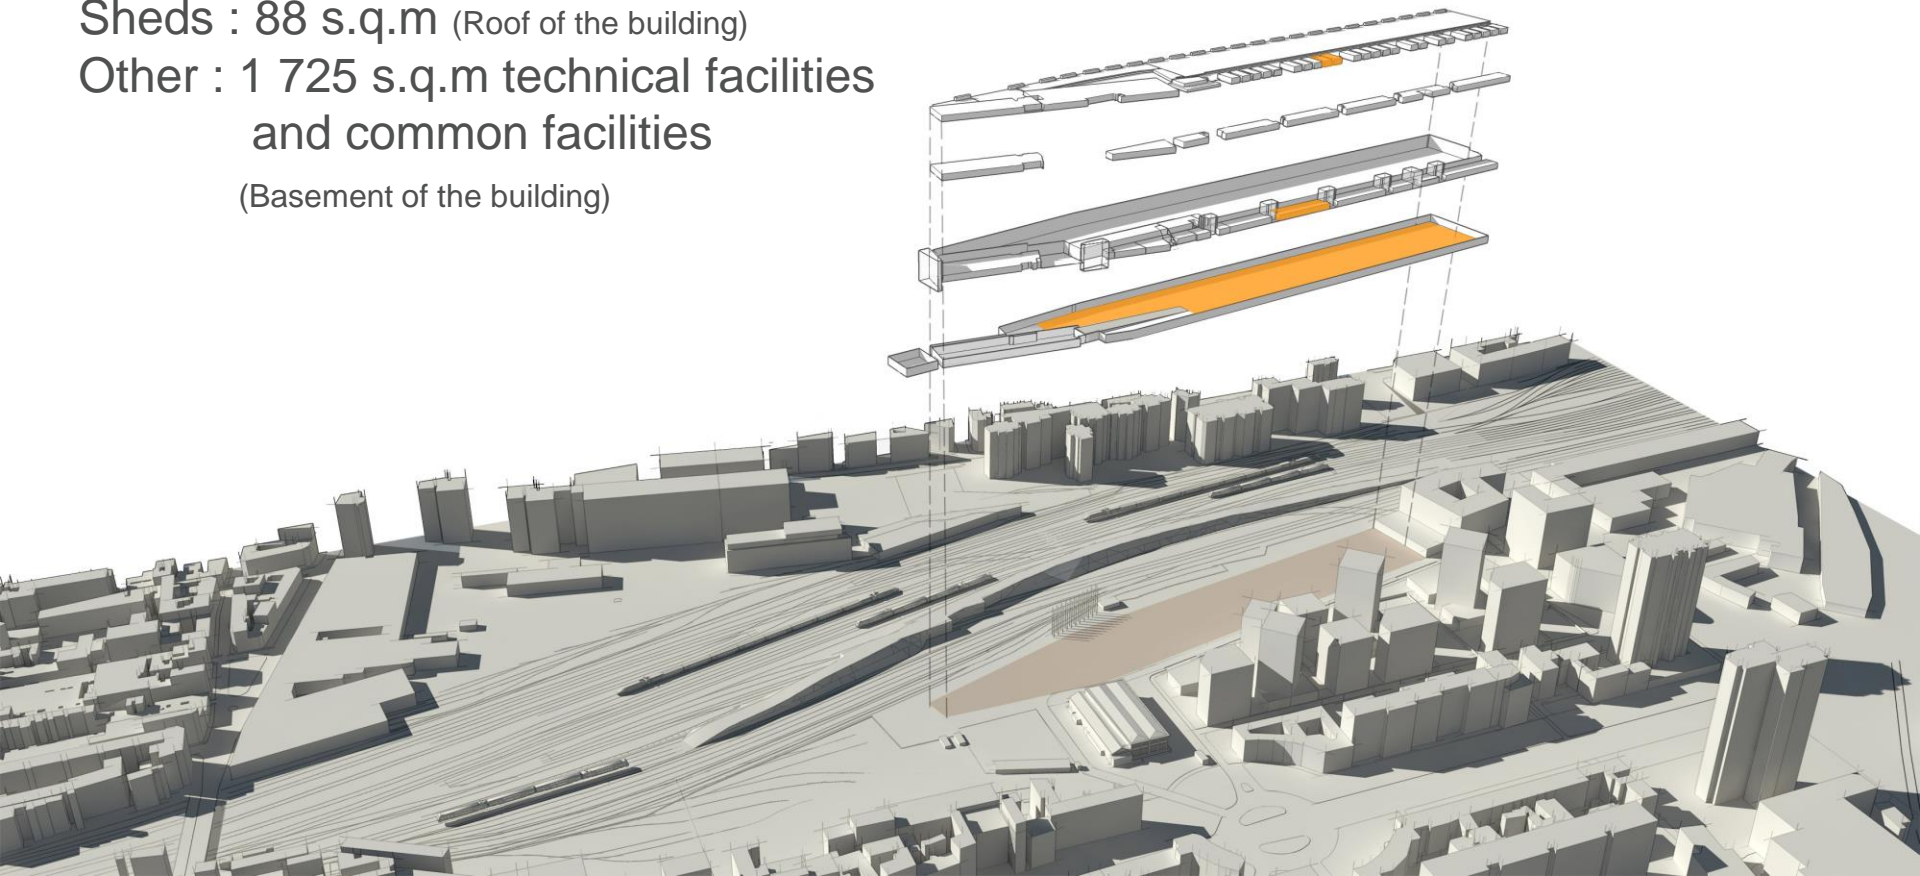 Sheds : 88 s.q.m (Roof of the building)
Other : 1 725 s.q.m technical facilities
and common facilities
(Basement of the building)